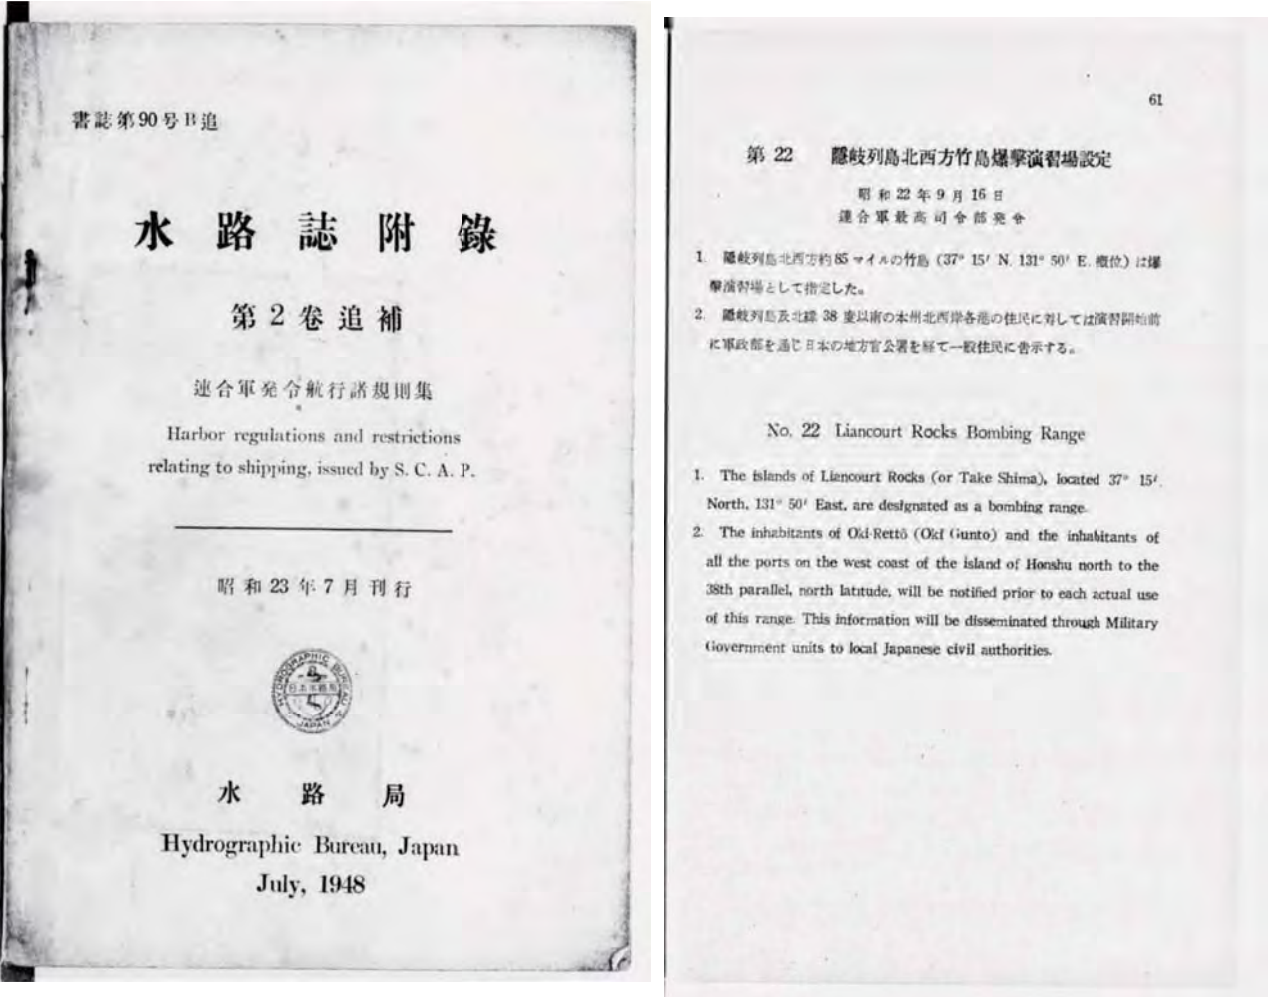 書誌第90号B追
水路誌附錄
第2巻追補
連合軍発令航行諸規則集
Harbor regulations and restrictions
relating to shipping, issued by S. C. A. P.
昭和23年7月刊行
HYDROGRAPHIC BUREAU
JAPAN
水路局
Hydrographic Bureau, Japan
July, 1948
61
第22 隱岐列島北西方竹島爆擊演習場設定
昭和22年9月16日
連合軍最高司令部発令
1. 隱岐列島北西方約85マイルの竹島 (37° 15′ N. 131° 50′ E. 概位) は爆
擊演習場として指定した。
2. 隱岐列島及北緯 38 度以南の本州北西岸各港の住民に対しては演習開始前
に軍政部を通じ日本の地方官公署を経て一般住民に告示する。
No. 22 Liancourt Rocks Bombing Range
1. The islands of Liancourt Rocks (or Take Shima), located 37° 15′
North, 131° 50′ East, are designated as a bombing range.
2. The inhabitants of Oki-Rettō (Oki Gunto) and the inhabitants of
all the ports on the west coast of the island of Honshu north to the
38th parallel, north latitude, will be notified prior to each actual use
of this range. This information will be disseminated through Military
Government units to local Japanese civil authorities.